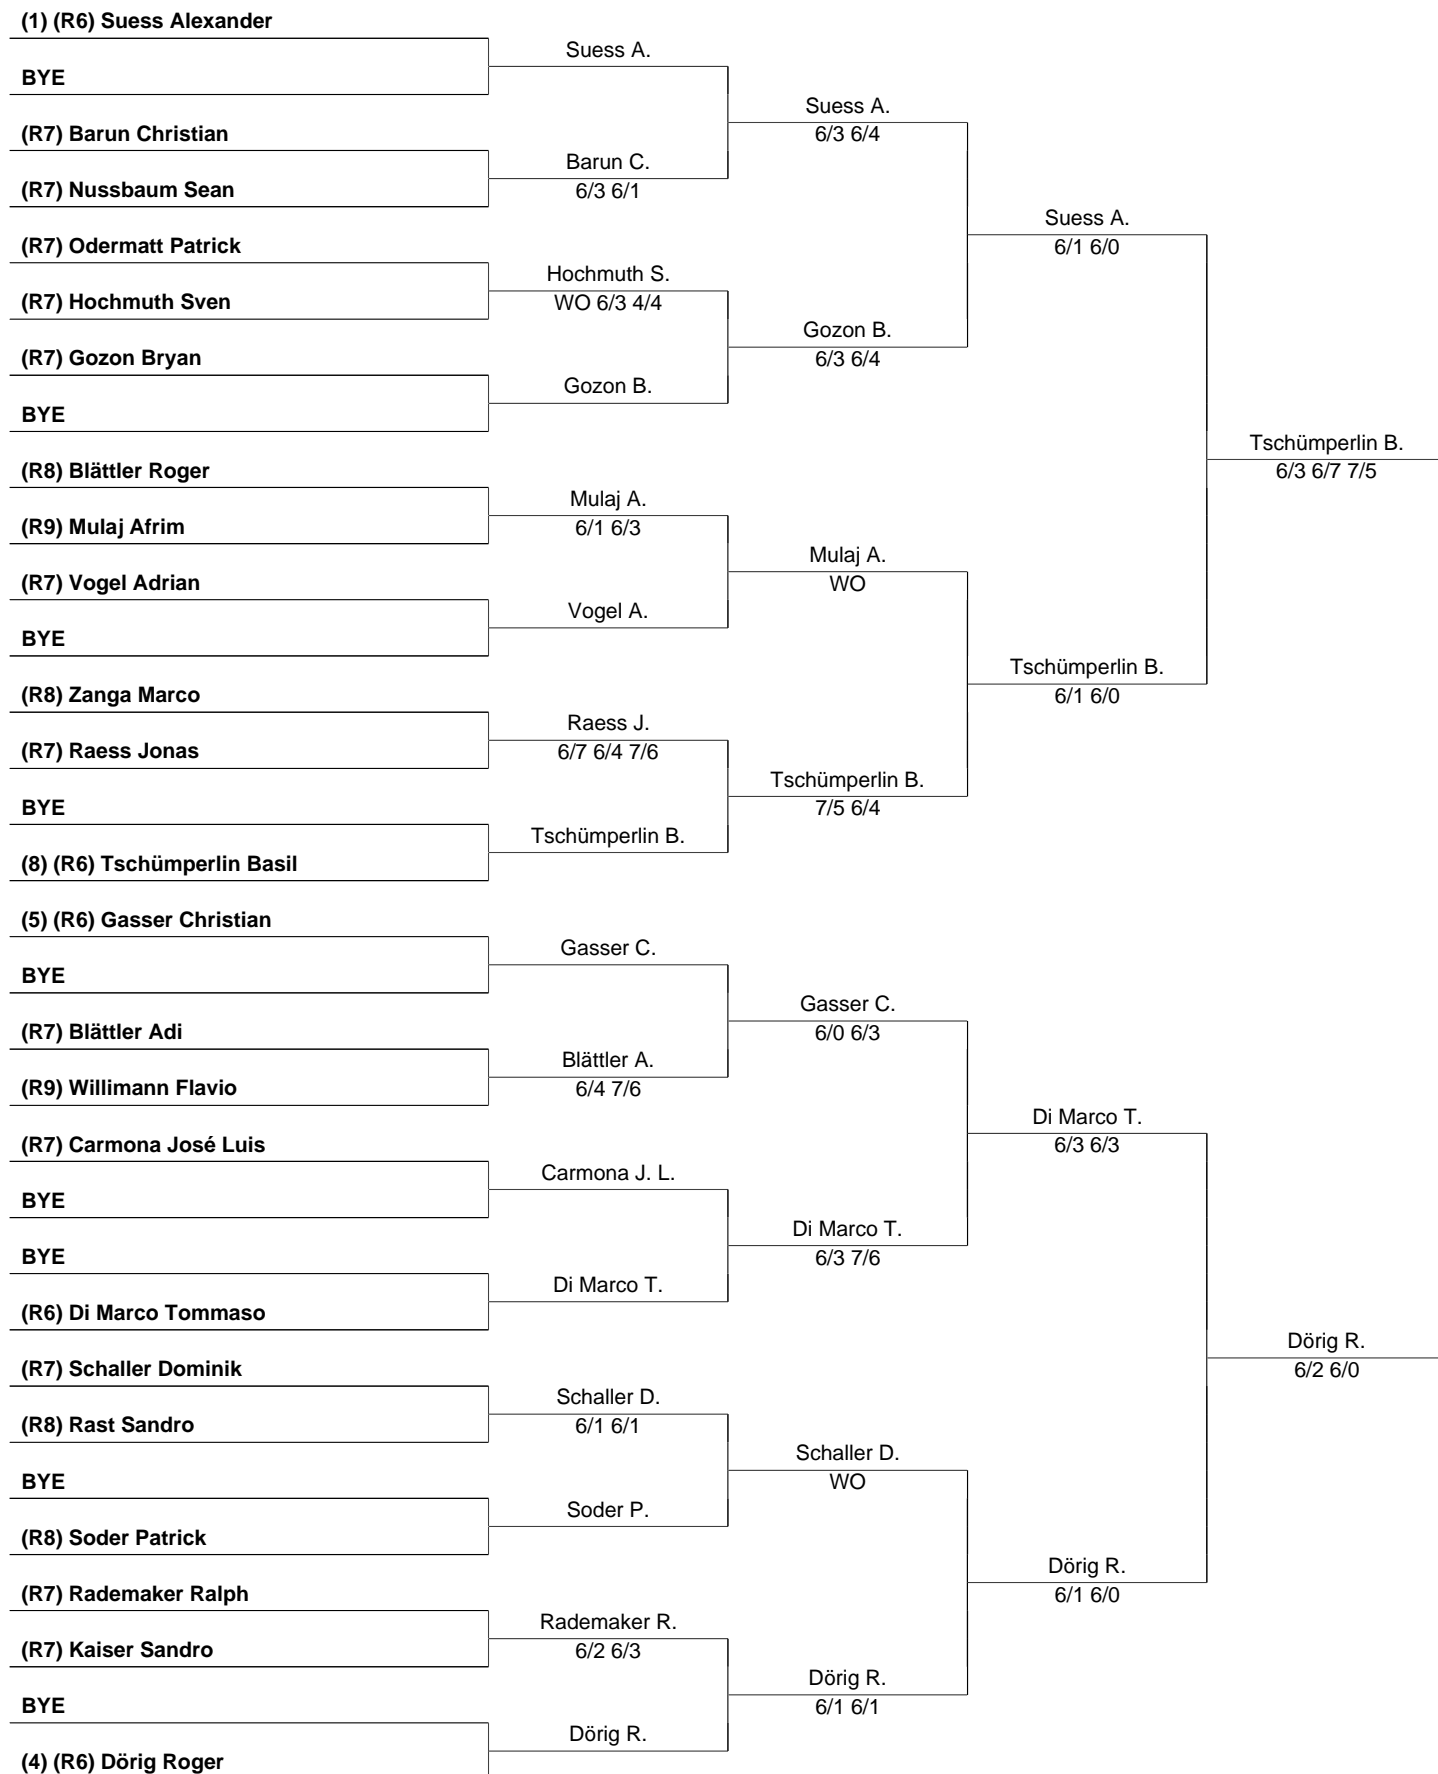 (1) (R6) Suess Alexander
BYE
(R7) Barun Christian
(R7) Nussbaum Sean
(R7) Odermatt Patrick
(R7) Hochmuth Sven
(R7) Gozon Bryan
BYE
(R8) Blättler Roger
(R9) Mulaj Afrim
(R7) Vogel Adrian
BYE
(R8) Zanga Marco
(R7) Raess Jonas
BYE
(8) (R6) Tschümperlin Basil
(5) (R6) Gasser Christian
BYE
(R7) Blättler Adi
(R9) Willimann Flavio
(R7) Carmona José Luis
BYE
BYE
(R6) Di Marco Tommaso
(R7) Schaller Dominik
(R8) Rast Sandro
BYE
(R8) Soder Patrick
(R7) Rademaker Ralph
(R7) Kaiser Sandro
BYE
(4) (R6) Dörig Roger
Suess A.
Barun C.
6/3 6/1
Hochmuth S.
WO 6/3 4/4
Gozon B.
Mulaj A.
6/1 6/3
Vogel A.
Raess J.
6/7 6/4 7/6
Tschümperlin B.
Gasser C.
Blättler A.
6/4 7/6
Carmona J. L.
Di Marco T.
Schaller D.
6/1 6/1
Soder P.
Rademaker R.
6/2 6/3
Dörig R.
Suess A.
6/3 6/4
Gozon B.
6/3 6/4
Mulaj A.
WO
Tschümperlin B.
7/5 6/4
Gasser C.
6/0 6/3
Di Marco T.
6/3 7/6
Schaller D.
WO
Dörig R.
6/1 6/1
Suess A.
6/1 6/0
Tschümperlin B.
6/1 6/0
Di Marco T.
6/3 6/3
Dörig R.
6/1 6/0
Tschümperlin B.
6/3 6/7 7/5
Dörig R.
6/2 6/0